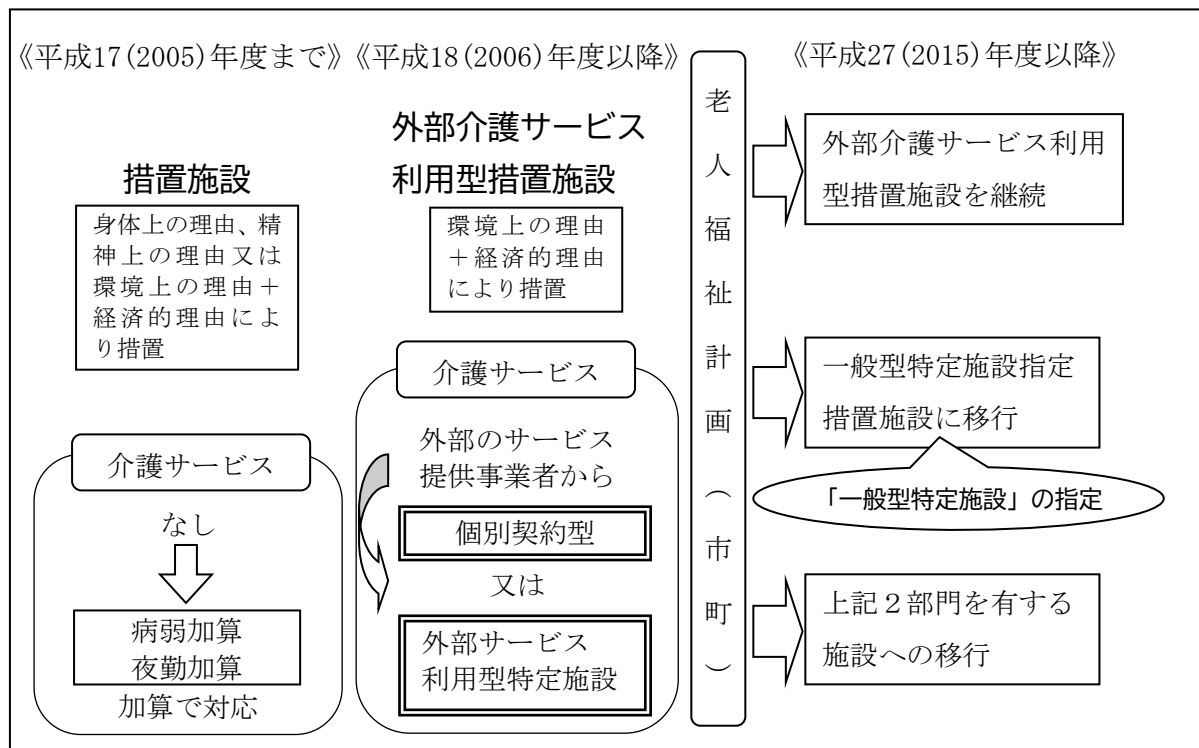 《平成17(2005)年度まで》
措置施設
身体上の理由、精
神上の理由又は
環境上の理由＋
経済的理由によ
り措置
介護サービス
なし
病弱加算
夜勤加算
加算で対応
《平成18(2006)年度以降》
外部介護サービス
利用型措置施設
環境上の理由
＋経済的理由
により措置
介護サービス
外部のサービス
提供事業者から
個別契約型
又は
外部サービス
利用型特定施設
老人福祉計画（市町）
《平成27(2015)年度以降》
外部介護サービス利用
型措置施設を継続
一般型特定施設指定
措置施設に移行
「一般型特定施設」の指定
上記２部門を有する
施設への移行